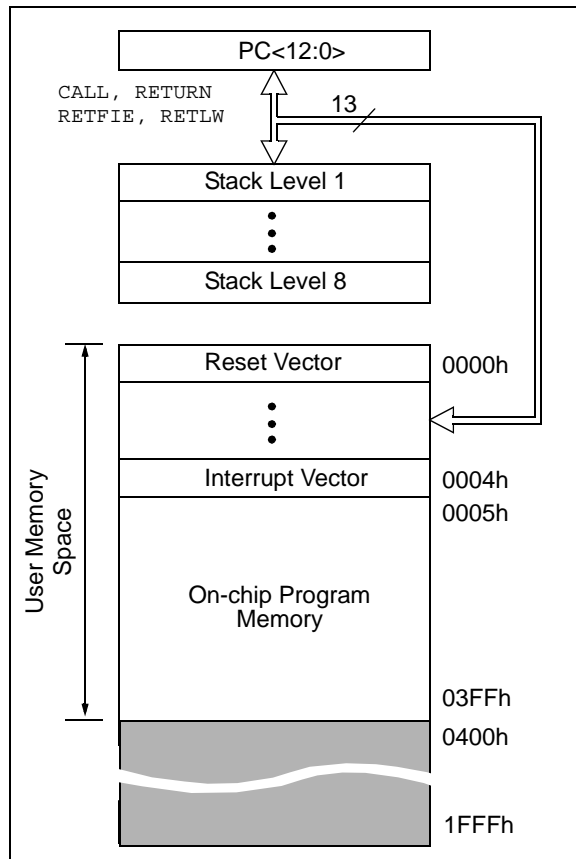 PC<12:0>
CALL, RETURN
RETFIE, RETLW
13
Stack Level 1
Stack Level 8
Reset Vector
0000h
Interrupt Vector
0004h
0005h
User Memory
Space
On-chip Program
Memory
03FFh
0400h
1FFFh